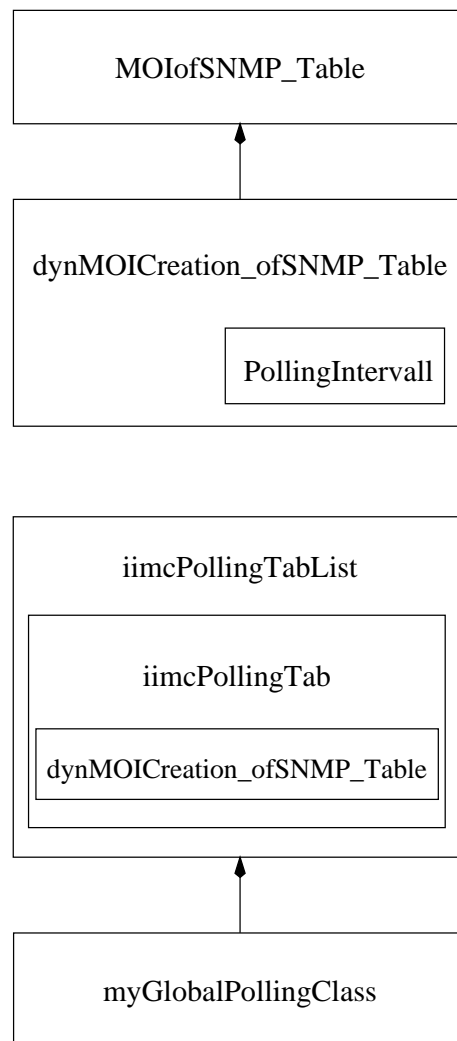 MOIofSNMP_Table
dynMOICreation_ofSNMP_Table
PollingIntervall
iimcPollingTabList
iimcPollingTab
dynMOICreation_ofSNMP_Table
myGlobalPollingClass